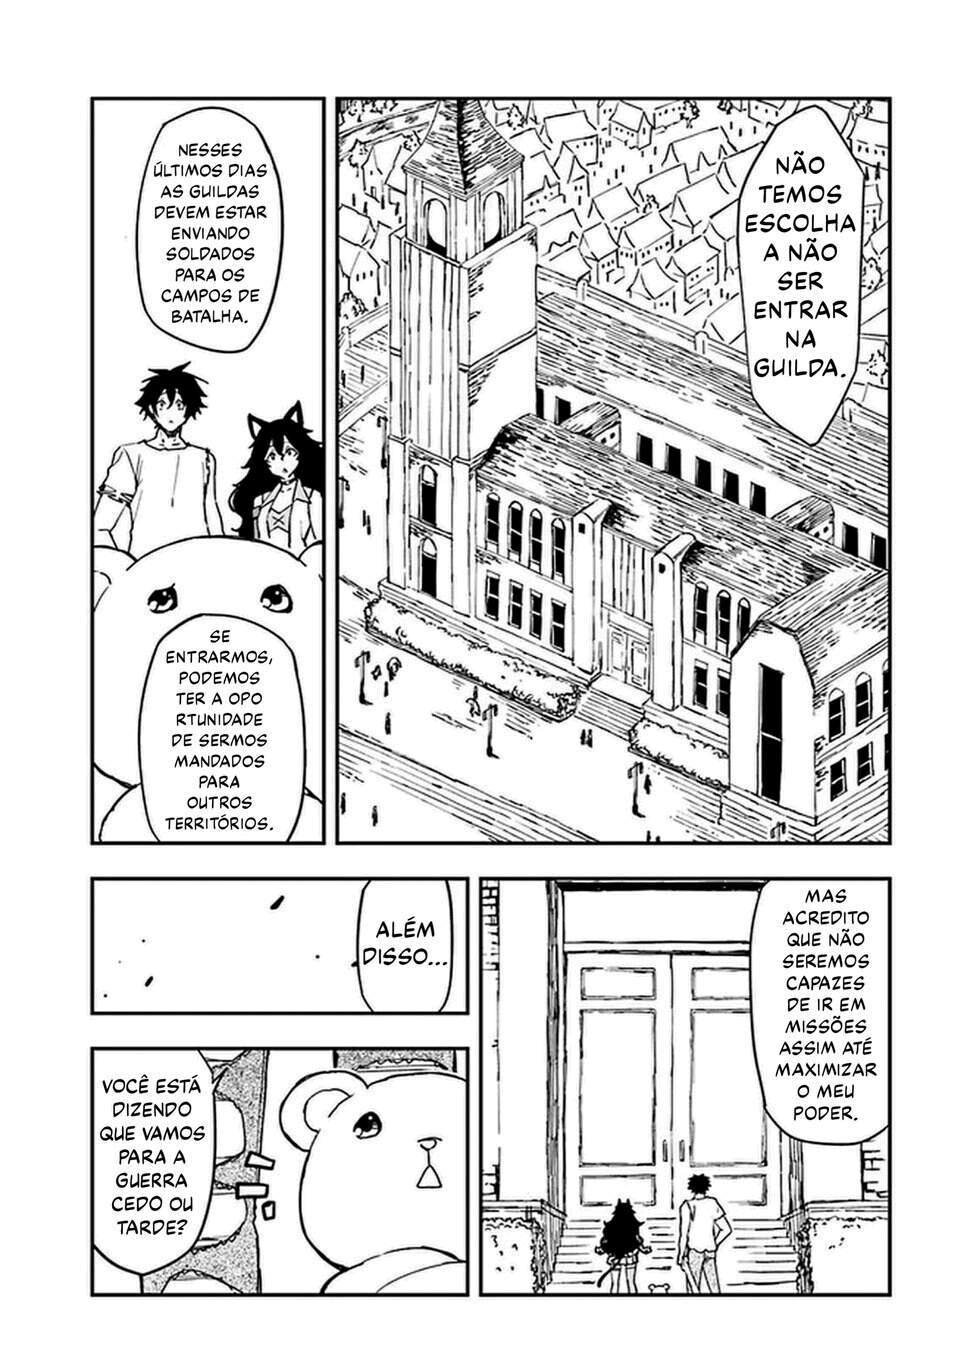 NÃO
TEMOS
ESCOLHA
A NÃO
SER
ENTRAR
NA
GUILDA.
NESSES
ÚLTIMOS DIAS
AS GUILDAS
DEVEM ESTAR
ENVIANDO
SOLDADOS
PARA OS
CAMPOS DE
BATALHA.
SE
ENTRARMOS,
PODEMOS
TER A OPO
RTUNIDADE
DE SERMOS
MANDADOS
PARA
OUTROS
TERRITÓRIOS.
MAS
ACREDITO
QUE NÃO
SEREMOS
CAPAZES
DE IR EM
MISSÕES
ASSIM ATÉ
MAXIMIZAR
O MEU
PODER.
ALÉM
DISSO...
VOCÊ ESTÁ
DIZENDO
QUE VAMOS
PARA A
GUERRA
CEDO OU
TARDE?